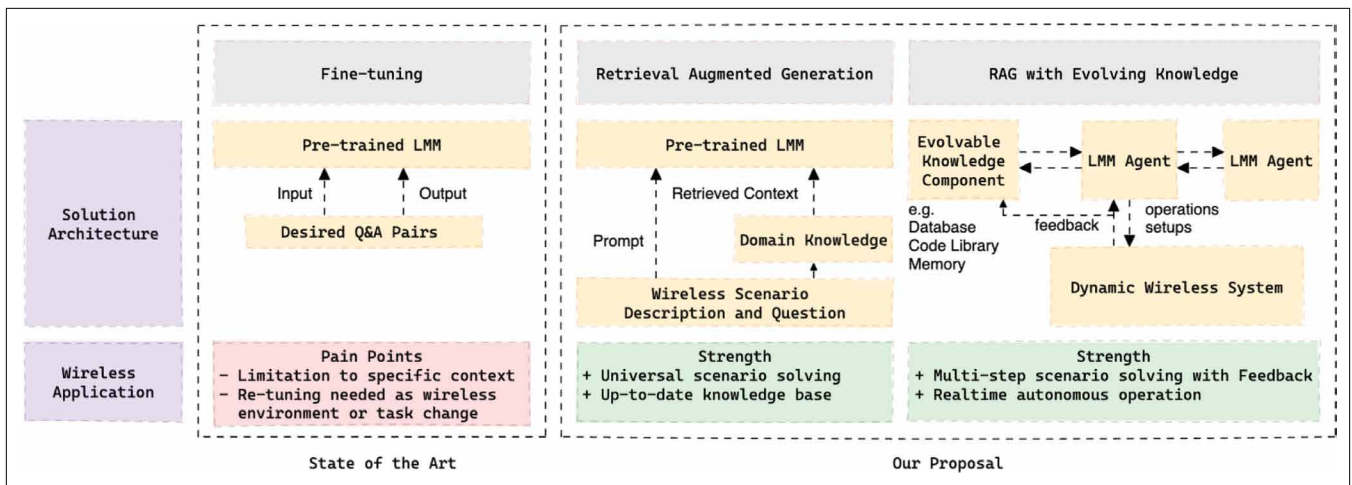 Fine-tuning
Retrieval Augmented Generation
RAG with Evolving Knowledge
Solution
Architecture
Pre-trained LMM
Input
Output
Desired Q&A Pairs
Pre-trained LMM
Retrieved Context
Prompt
Domain Knowledge
Wireless Scenario
Description and Question
Evolvable
Knowledge
Component
LMM Agent
LMM Agent
e.g.
Database
Code Library
Memory
feedback
operations
setups
Dynamic Wireless System
Wireless
Application
Pain Points
- Limitation to specific context
- Re-tuning needed as wireless
environment or task change
Strength
+ Universal scenario solving
+ Up-to-date knowledge base
Strength
+ Multi-step scenario solving with Feedback
+ Realtime autonomous operation
State of the Art
Our Proposal